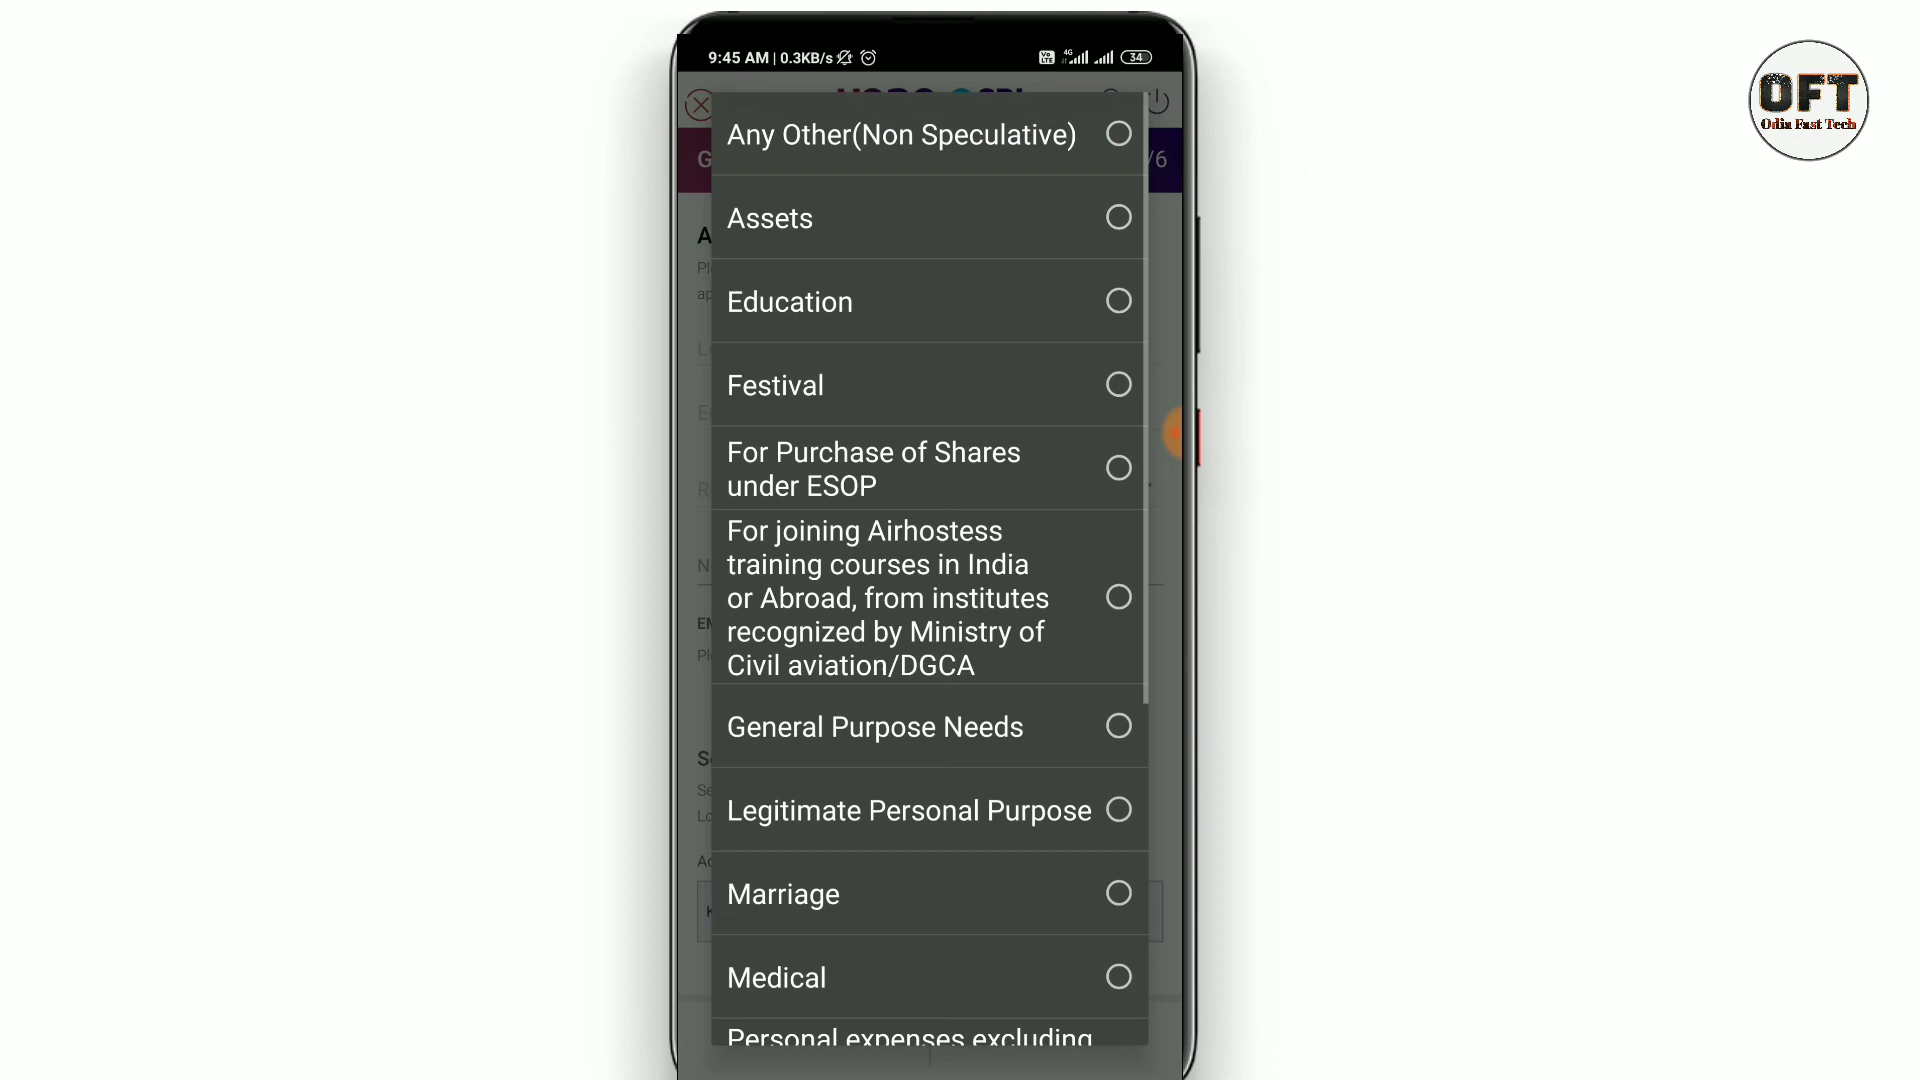 9:45 AM | 0.3KB/s
4G
34
OFT
Odia Fast Tech
/6
Any Other(Non Speculative)
Assets
Education
Festival
For Purchase of Shares
under ESOP
For joining Airhostess
training courses in India
or Abroad, from institutes
recognized by Ministry of
Civil aviation/DGCA
General Purpose Needs
Legitimate Personal Purpose
Marriage
Medical
Personal expenses excluding